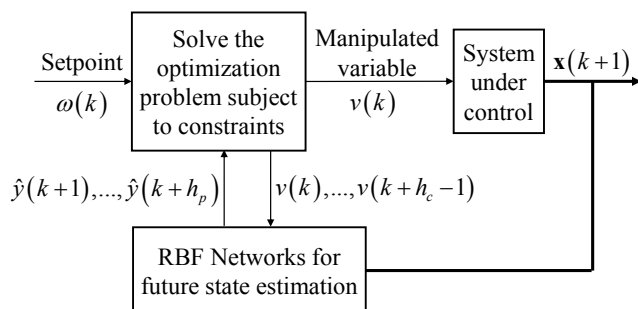 Setpoint
ω(k)
Solve the
optimization
problem subject
to constraints
Manipulated
variable
v(k)
System
under
control
x(k+1)
ŷ(k+1),...,ŷ(k+h_p)
v(k),...,v(k+h_c−1)
RBF Networks for
future state estimation